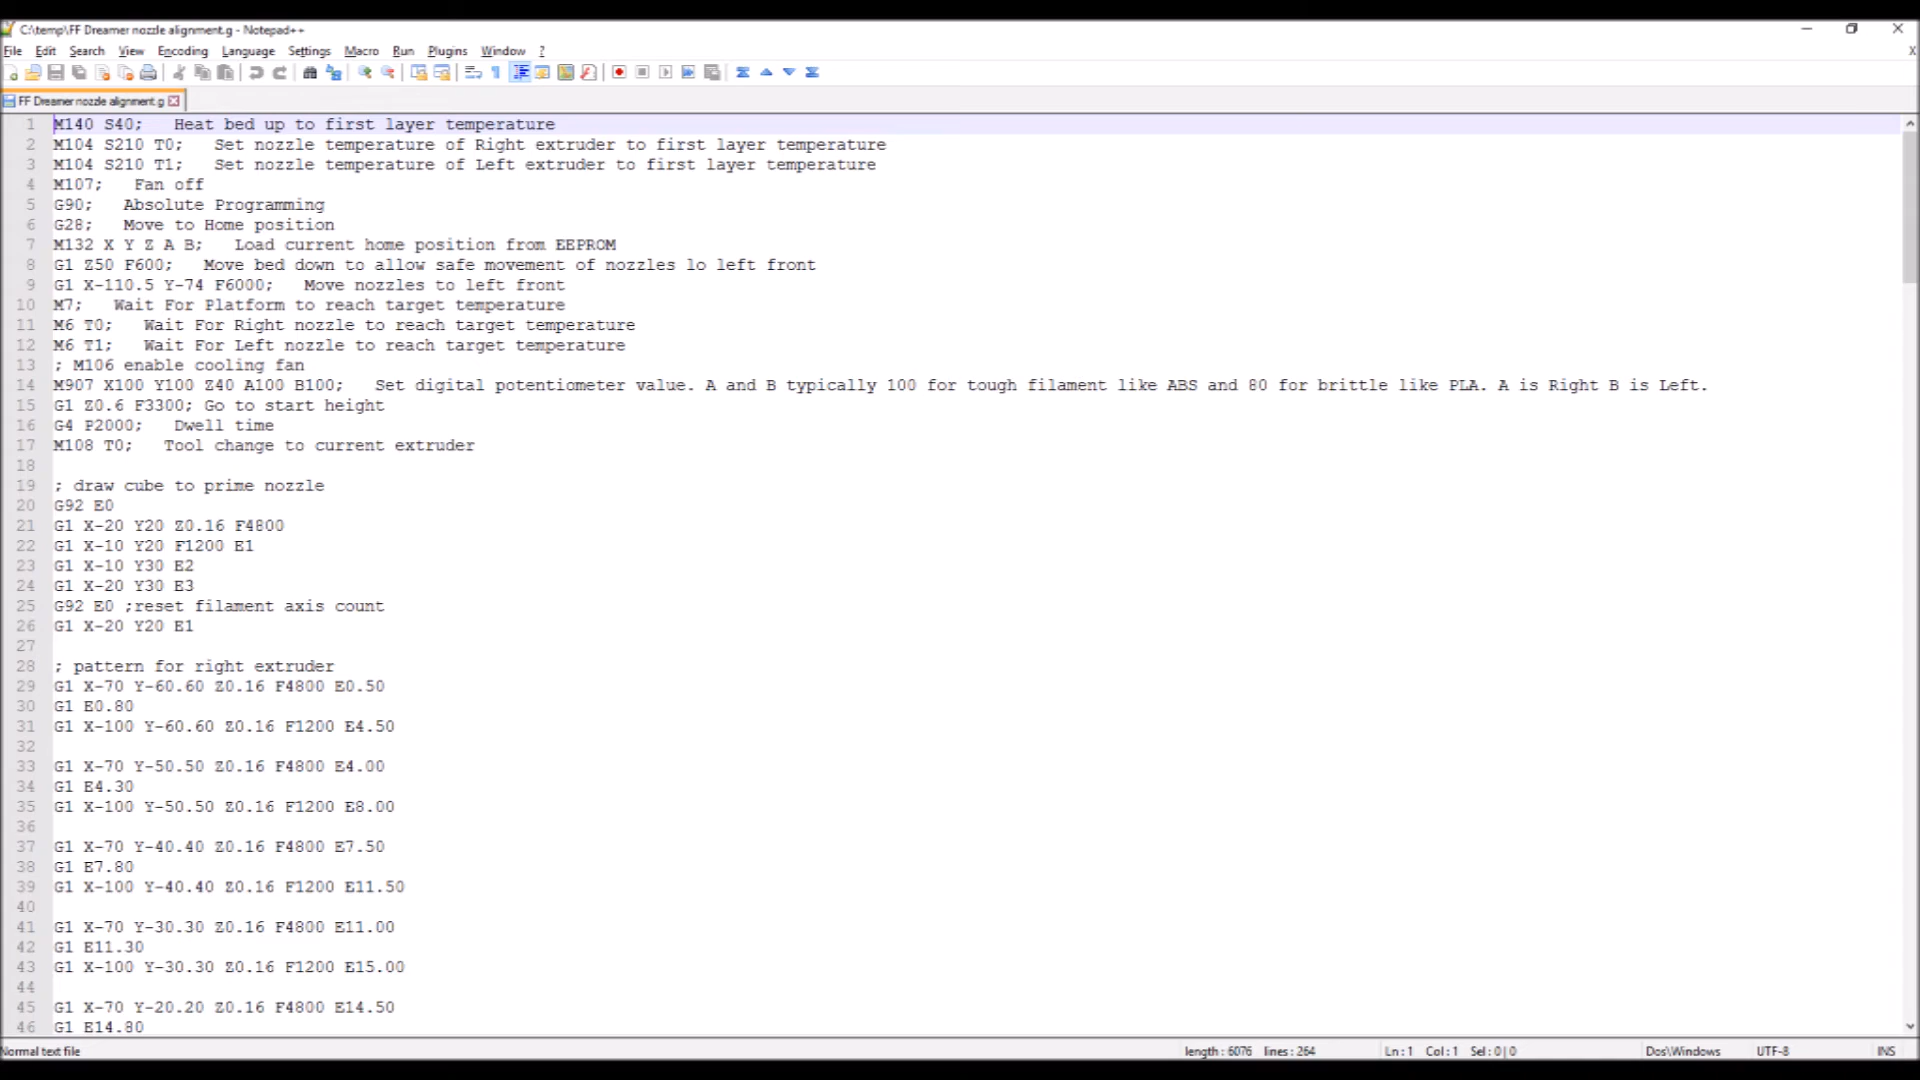 C:\temp\FF Dreamer nozzle alignment.g - Notepad++
File Edit Search View Encoding Language Settings Macro Run Plugins Window ? X
FF Dreamer nozzle alignment.g
1 M140 S40;   Heat bed up to first layer temperature
2 M104 S210 T0;   Set nozzle temperature of Right extruder to first layer temperature
3 M104 S210 T1;   Set nozzle temperature of Left extruder to first layer temperature
4 M107;   Fan off
5 G90;   Absolute Programming
6 G28;   Move to Home position
7 M132 X Y Z A B;   Load current home position from EEPROM
8 G1 Z50 F600;   Move bed down to allow safe movement of nozzles lo left front
9 G1 X-110.5 Y-74 F6000;   Move nozzles to left front
10 M7;   Wait For Platform to reach target temperature
11 M6 T0;   Wait For Right nozzle to reach target temperature
12 M6 T1;   Wait For Left nozzle to reach target temperature
13 ; M106 enable cooling fan
14 M907 X100 Y100 Z40 A100 B100;   Set digital potentiometer value. A and B typically 100 for tough filament like ABS and 80 for brittle like PLA. A is Right B is Left.
15 G1 Z0.6 F3300; Go to start height
16 G4 P2000;   Dwell time
17 M108 T0;   Tool change to current extruder
18
19 ; draw cube to prime nozzle
20 G92 E0
21 G1 X-20 Y20 Z0.16 F4800
22 G1 X-10 Y20 F1200 E1
23 G1 X-10 Y30 E2
24 G1 X-20 Y30 E3
25 G92 E0 ;reset filament axis count
26 G1 X-20 Y20 E1
27
28 ; pattern for right extruder
29 G1 X-70 Y-60.60 Z0.16 F4800 E0.50
30 G1 E0.80
31 G1 X-100 Y-60.60 Z0.16 F1200 E4.50
32
33 G1 X-70 Y-50.50 Z0.16 F4800 E4.00
34 G1 E4.30
35 G1 X-100 Y-50.50 Z0.16 F1200 E8.00
36
37 G1 X-70 Y-40.40 Z0.16 F4800 E7.50
38 G1 E7.80
39 G1 X-100 Y-40.40 Z0.16 F1200 E11.50
40
41 G1 X-70 Y-30.30 Z0.16 F4800 E11.00
42 G1 E11.30
43 G1 X-100 Y-30.30 Z0.16 F1200 E15.00
44
45 G1 X-70 Y-20.20 Z0.16 F4800 E14.50
46 G1 E14.80
Normal text file length : 6076 lines : 264 Ln : 1 Col : 1 Sel : 0 | 0 Dos\Windows UTF-8 INS